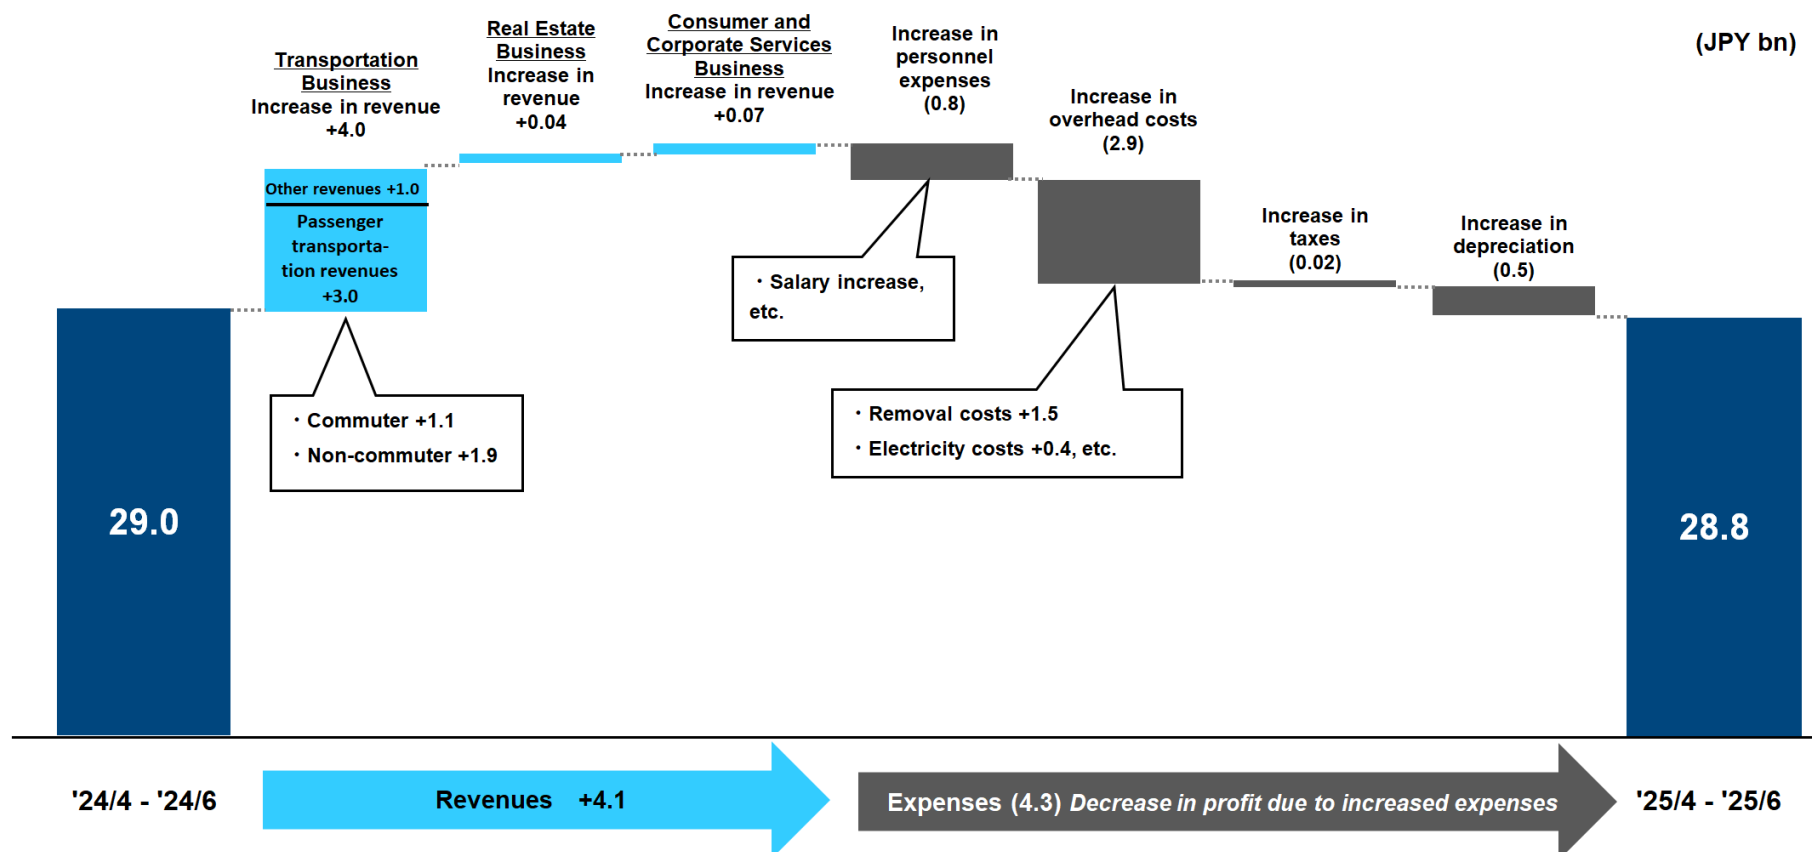 (JPY bn)
Transportation
Business
Increase in revenue
+4.0
Real Estate
Business
Increase in
revenue
+0.04
Consumer and
Corporate Services
Business
Increase in revenue
+0.07
Increase in
personnel
expenses
(0.8)
Increase in
overhead costs
(2.9)
Increase in
taxes
(0.02)
Increase in
depreciation
(0.5)
Other revenues +1.0
Passenger
transporta-
tion revenues
+3.0
・Salary increase,
etc.
・Commuter +1.1
・Non-commuter +1.9
・Removal costs +1.5
・Electricity costs +0.4, etc.
29.0
28.8
'24/4 - '24/6
Revenues +4.1
Expenses (4.3) Decrease in profit due to increased expenses
'25/4 - '25/6